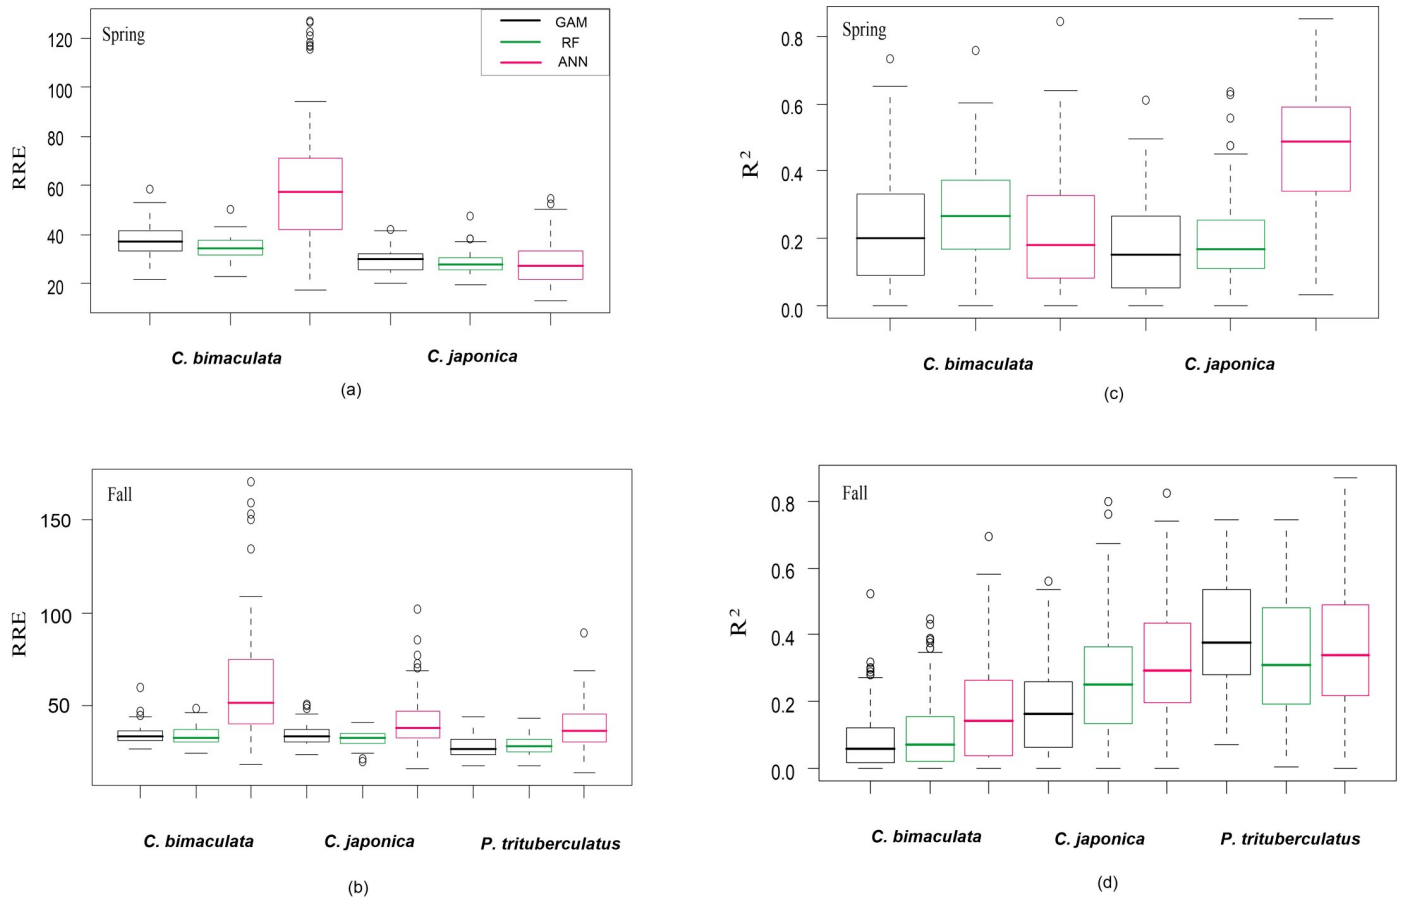 Spring
GAM
RF
ANN
RRE
120
100
80
60
40
20
C. bimaculata
C. japonica
(a)
Spring
R²
0.8
0.6
0.4
0.2
0.0
C. bimaculata
C. japonica
(c)
Fall
RRE
150
100
50
C. bimaculata
C. japonica
P. trituberculatus
(b)
Fall
R²
0.8
0.6
0.4
0.2
0.0
C. bimaculata
C. japonica
P. trituberculatus
(d)